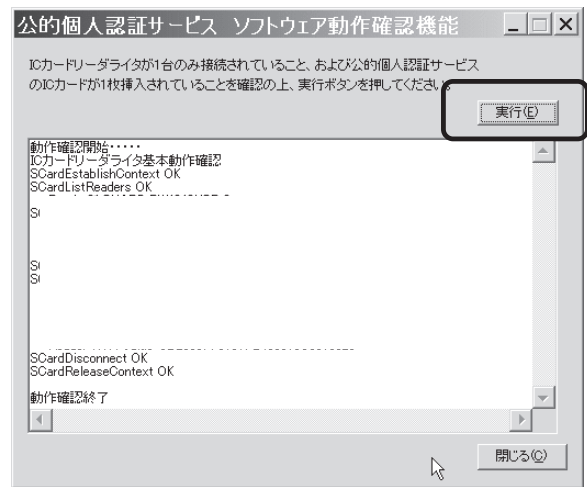 公的個人認証サービス ソフトウェア動作確認機能
ICカードリーダライタが1台のみ接続されていること、および公的個人認証サービス
のICカードが1枚挿入されていることを確認の上、実行ボタンを押してください。
実行(E)
動作確認開始・・・・・
ICカードリーダライタ基本動作確認
SCardEstablishContext OK
SCardListReaders OK
SCardDisconnect OK
SCardReleaseContext OK
動作確認終了
閉じる(C)